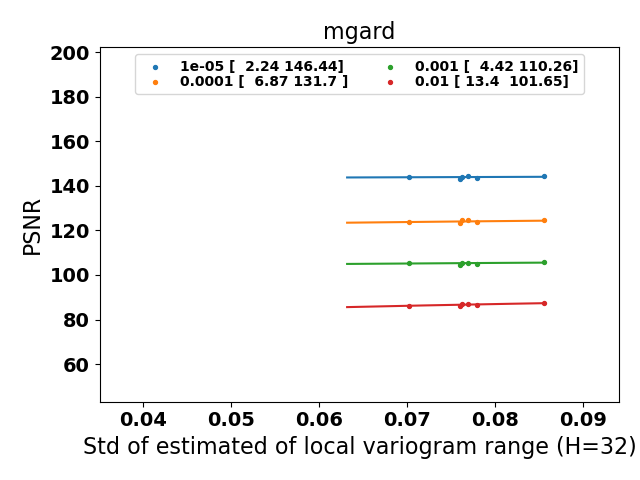 mgard
1e-05 [  2.24 146.44]
0.0001 [  6.87 131.7 ]
0.001 [  4.42 110.26]
0.01 [ 13.4  101.65]
200
180
160
140
120
100
80
60
PSNR
0.04 0.05 0.06 0.07 0.08 0.09
Std of estimated of local variogram range (H=32)